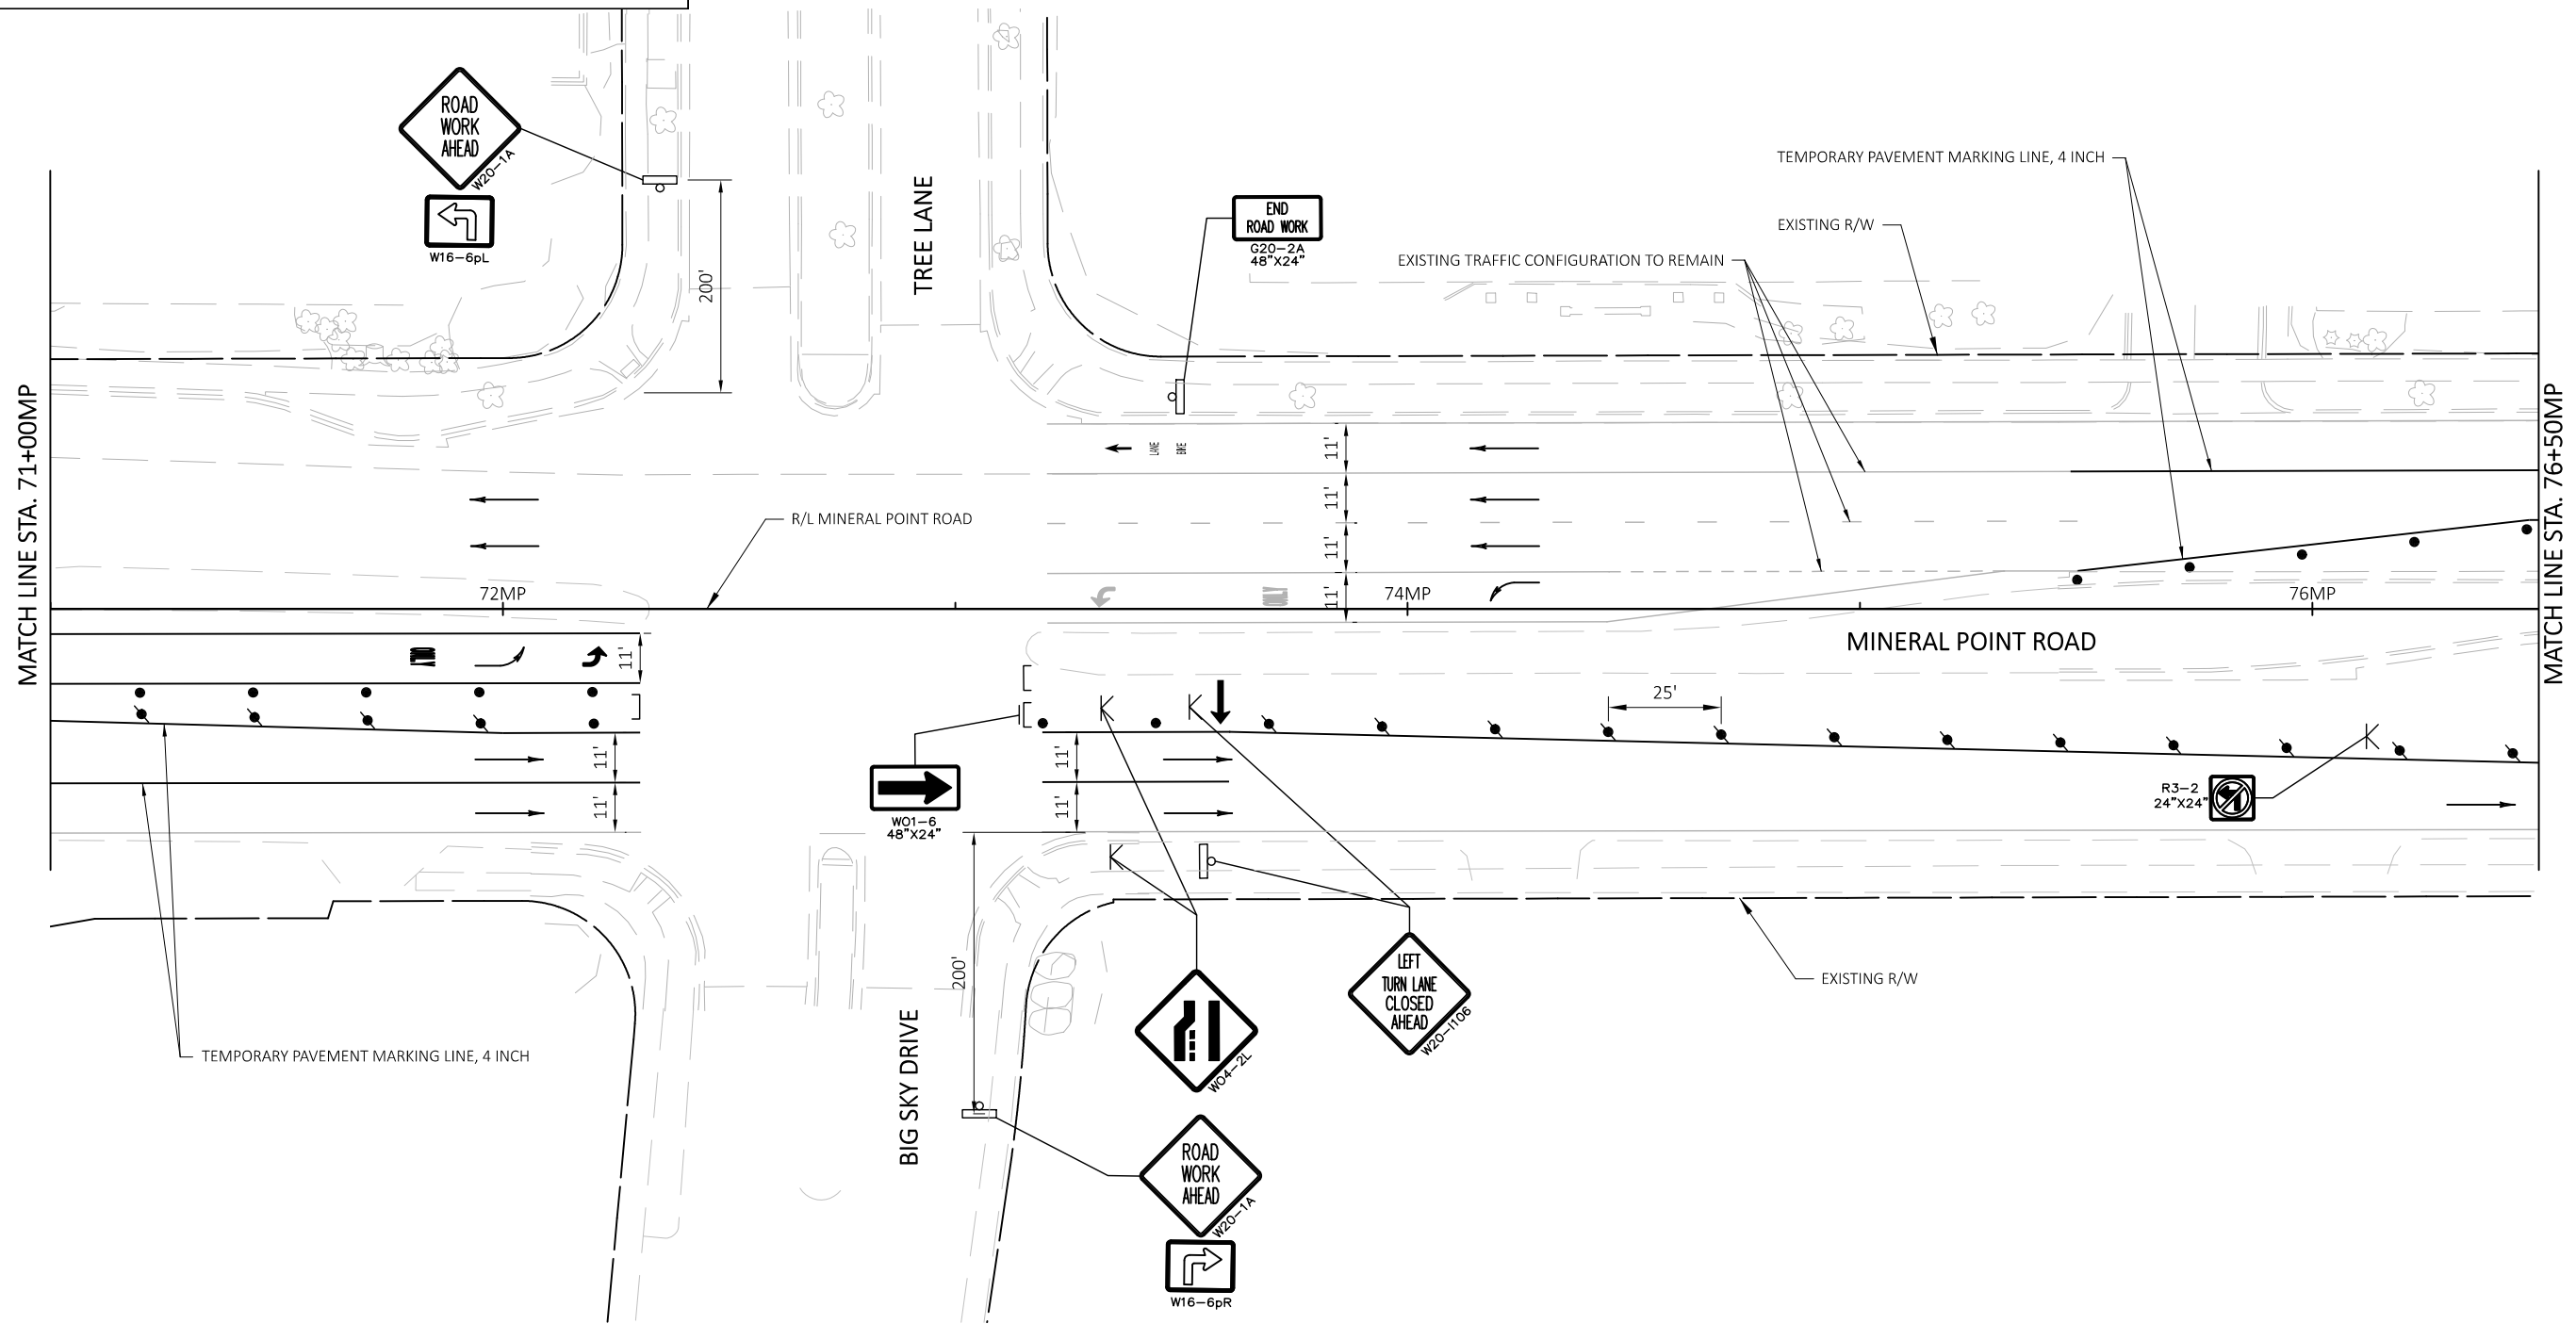 ROAD
WORK
AHEAD
W20-1A
W16-6pL
200'
TREE LANE
END
ROAD WORK
G20-2A
48"X24"
TEMPORARY PAVEMENT MARKING LINE, 4 INCH
EXISTING R/W
EXISTING TRAFFIC CONFIGURATION TO REMAIN
MATCH LINE STA. 71+00MP
MATCH LINE STA. 76+50MP
LANE
BIKE
11'
11'
11'
11'
R/L MINERAL POINT ROAD
72MP
74MP
76MP
MINERAL POINT ROAD
11'
11'
11'
11'
11'
25'
WO1-6
48"X24"
R3-2
24"X24"
200'
EXISTING R/W
LEFT
TURN LANE
CLOSED
AHEAD
W20-I106
WO4-2L
TEMPORARY PAVEMENT MARKING LINE, 4 INCH
BIG SKY DRIVE
ROAD
WORK
AHEAD
W20-1A
W16-6pR